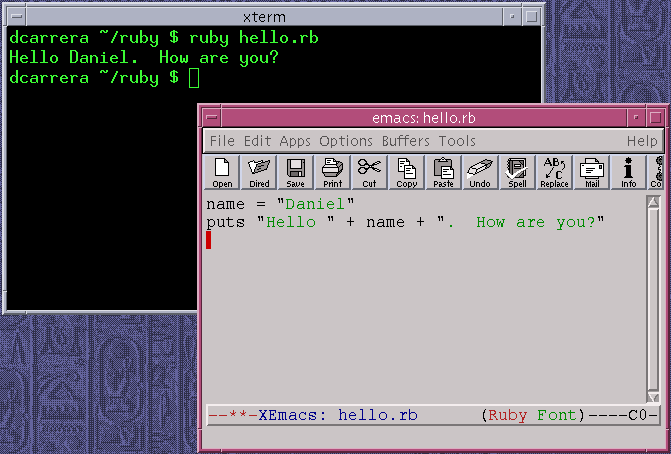 xterm
dcarrera ~/ruby $ ruby hello.rb
Hello Daniel.  How are you?
dcarrera ~/ruby $
emacs: hello.rb
File Edit Apps Options Buffers Tools Help
Open Dired Save Print Cut Copy Paste Undo Spell Replace Mail Info Co
name = "Daniel"
puts "Hello " + name + ".  How are you?"
--**-XEmacs: hello.rb      (Ruby Font)----C0-